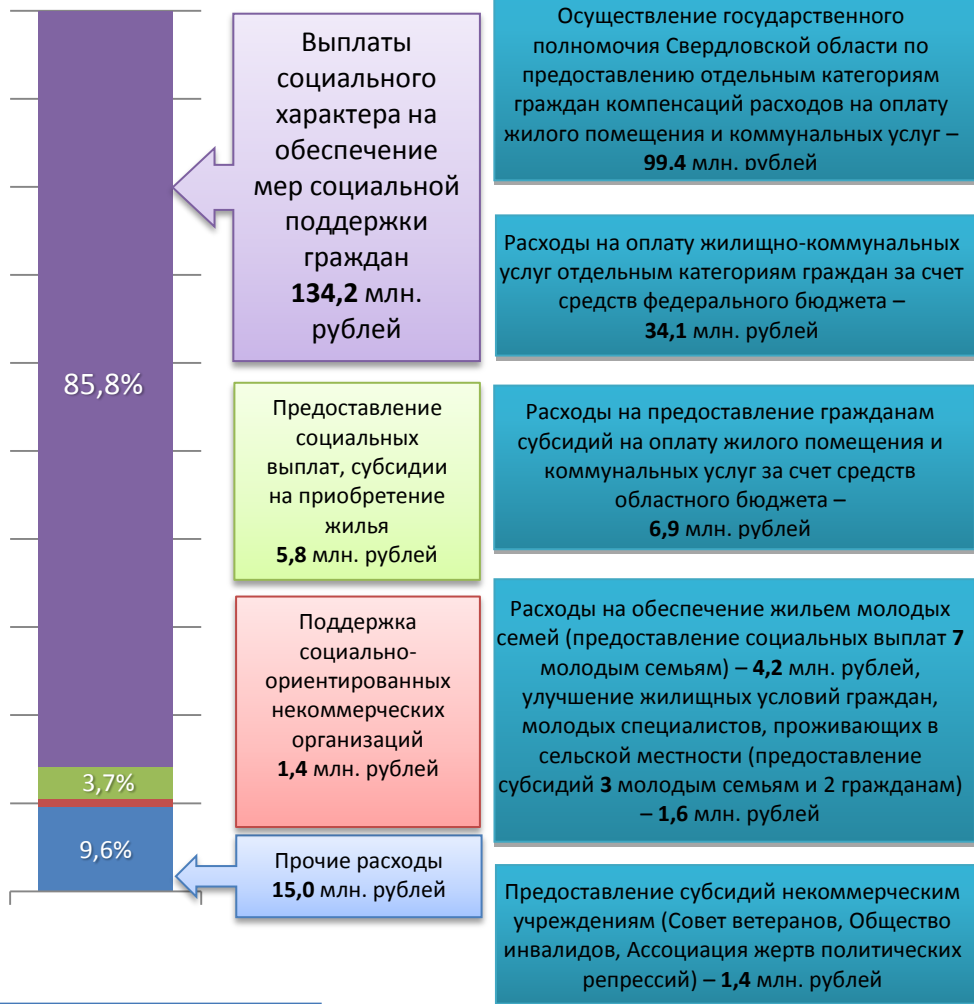 85,8%
3,7%
9,6%
Выплаты
социального
характера на
обеспечение
мер социальной
поддержки
граждан
134,2 млн.
рублей
Предоставление
социальных
выплат, субсидии
на приобретение
жилья
5,8 млн. рублей
Поддержка
социально-
ориентированных
некоммерческих
организаций
1,4 млн. рублей
Прочие расходы
15,0 млн. рублей
Осуществление государственного
полномочия Свердловской области по
предоставлению отдельным категориям
граждан компенсаций расходов на оплату
жилого помещения и коммунальных услуг –
99,4 млн. рублей
Расходы на оплату жилищно-коммунальных
услуг отдельным категориям граждан за счет
средств федерального бюджета –
34,1 млн. рублей
Расходы на предоставление гражданам
субсидий на оплату жилого помещения и
коммунальных услуг за счет средств
областного бюджета –
6,9 млн. рублей
Расходы на обеспечение жильем молодых
семей (предоставление социальных выплат 7
молодым семьям) – 4,2 млн. рублей,
улучшение жилищных условий граждан,
молодых специалистов, проживающих в
сельской местности (предоставление
субсидий 3 молодым семьям и 2 гражданам)
– 1,6 млн. рублей
Предоставление субсидий некоммерческим
учреждениям (Совет ветеранов, Общество
инвалидов, Ассоциация жертв политических
репрессий) – 1,4 млн. рублей